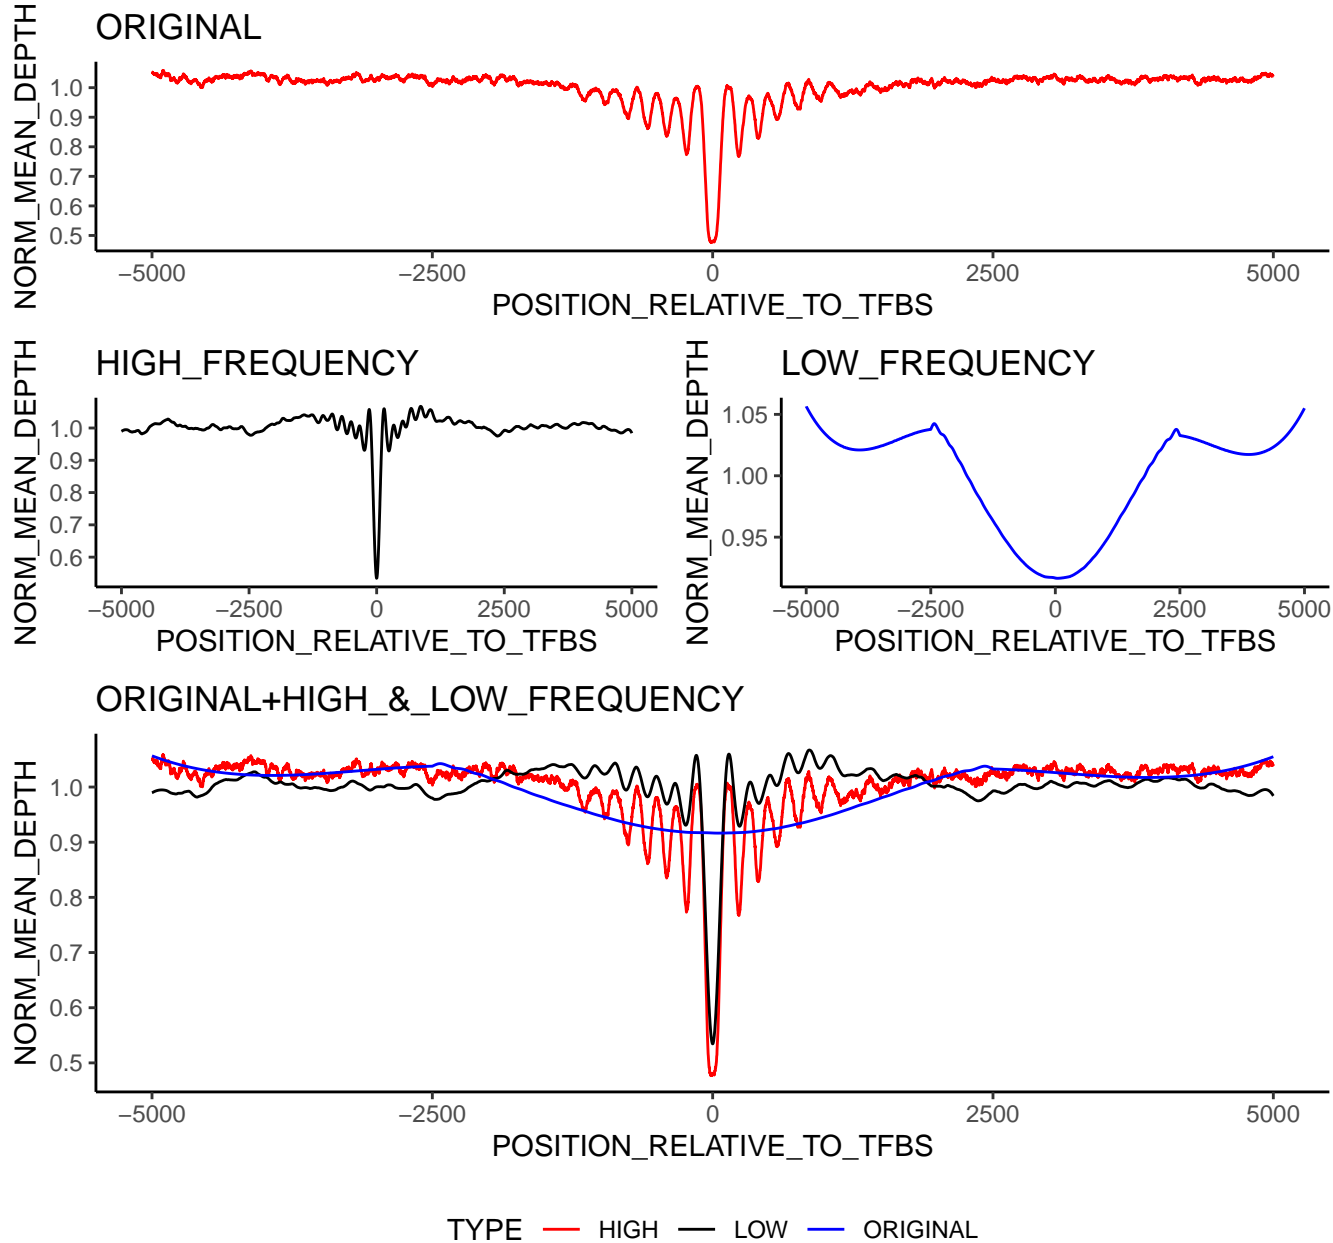 ORIGINAL
NORM_MEAN_DEPTH
1.0
0.9
0.8
0.7
0.6
0.5
−5000 −2500 0 2500 5000
POSITION_RELATIVE_TO_TFBS
HIGH_FREQUENCY
NORM_MEAN_DEPTH
1.0
0.9
0.8
0.7
0.6
−5000 −2500 0 2500 5000
POSITION_RELATIVE_TO_TFBS
LOW_FREQUENCY
NORM_MEAN_DEPTH
1.05
1.00
0.95
−5000 −2500 0 2500 5000
POSITION_RELATIVE_TO_TFBS
ORIGINAL+HIGH_&_LOW_FREQUENCY
NORM_MEAN_DEPTH
1.0
0.9
0.8
0.7
0.6
0.5
−5000 −2500 0 2500 5000
POSITION_RELATIVE_TO_TFBS
TYPE HIGH LOW ORIGINAL